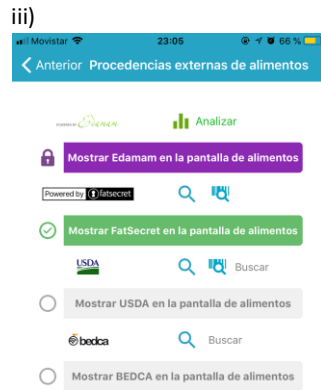 iii)
Movistar 23:05 66 %
Anterior Procedencias externas de alimentos
POWERED BY Edamam Analizar
Mostrar Edamam en la pantalla de alimentos
Powered by fatsecret
Mostrar FatSecret en la pantalla de alimentos
USDA Buscar
Mostrar USDA en la pantalla de alimentos
bedca Buscar
Mostrar BEDCA en la pantalla de alimentos